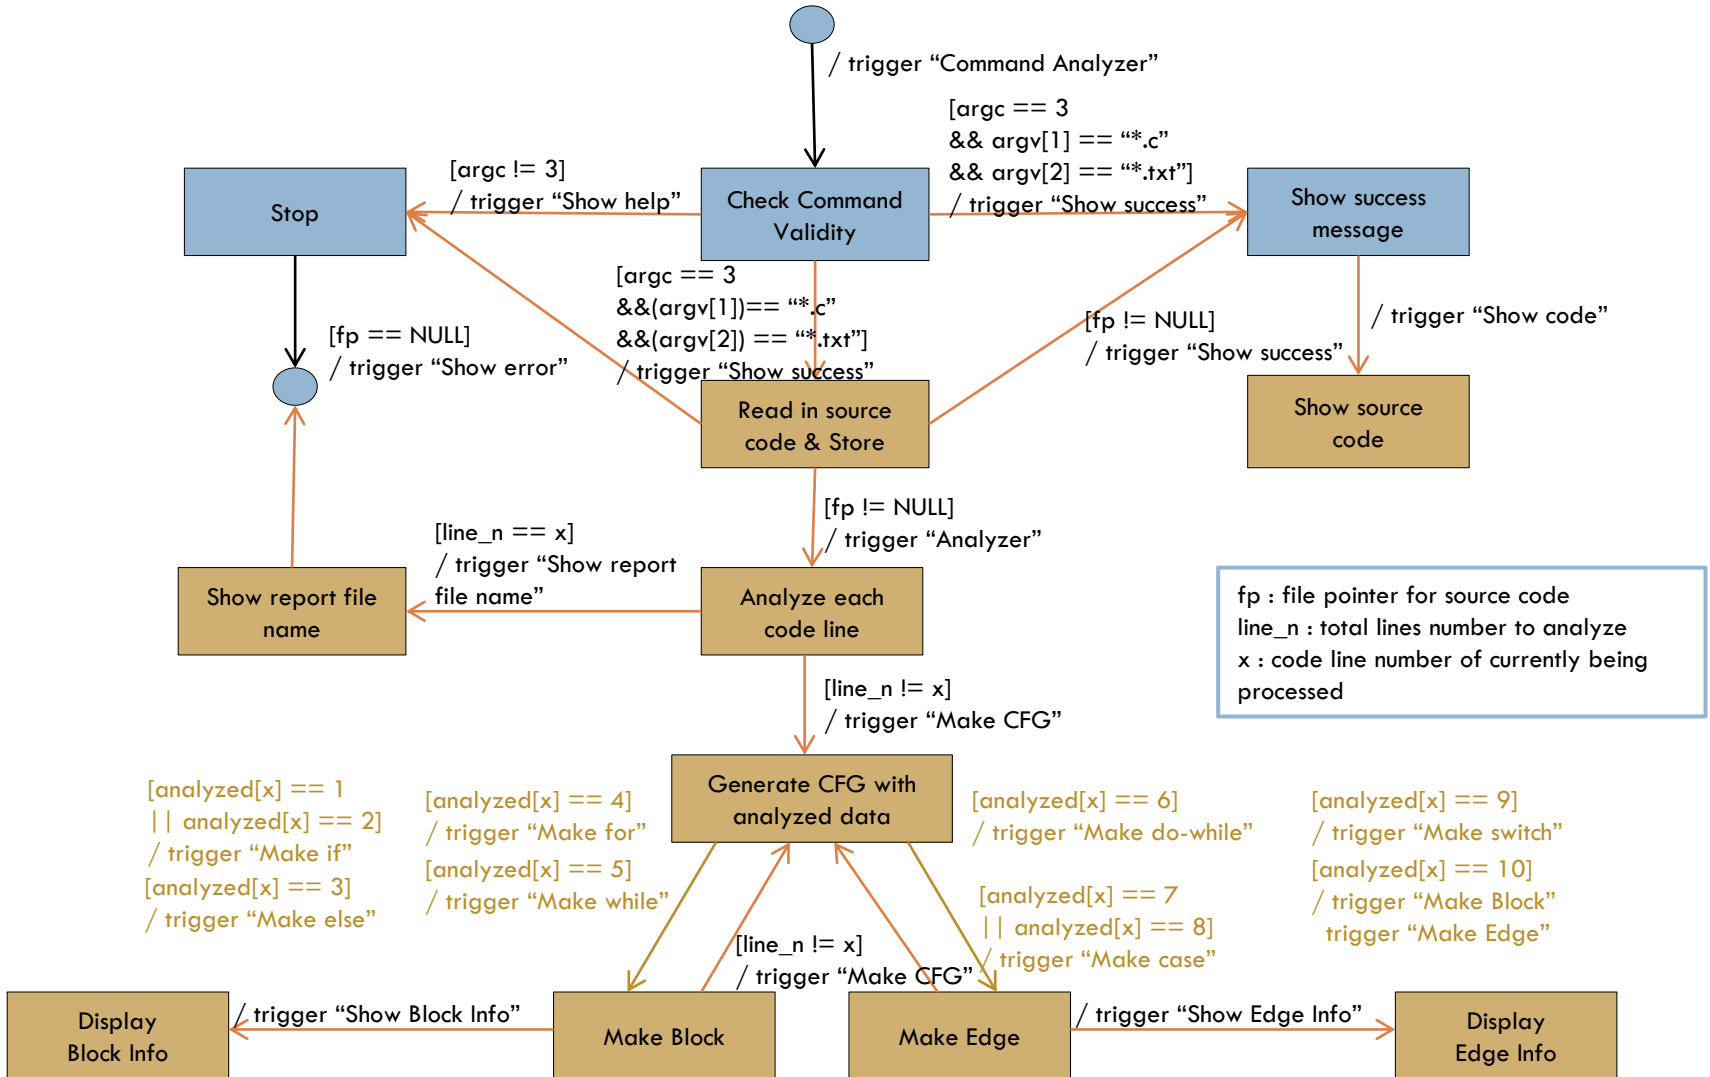 / trigger “Command Analyzer”
[argc == 3
&& argv[1] == “*.c”
&& argv[2] == “*.txt”]
/ trigger “Show success”
[argc != 3]
/ trigger “Show help”
Stop
Check Command
Validity
Show success
message
[argc == 3
&&(argv[1])== “*.c”
&&(argv[2]) == “*.txt”]
/ trigger “Show success”
[fp == NULL]
/ trigger “Show error”
[fp != NULL]
/ trigger “Show success”
/ trigger “Show code”
Read in source
code & Store
Show source
code
[fp != NULL]
/ trigger “Analyzer”
[line_n == x]
/ trigger “Show report
file name”
Show report file
name
Analyze each
code line
fp : file pointer for source code
line_n : total lines number to analyze
x : code line number of currently being
processed
[line_n != x]
/ trigger “Make CFG”
Generate CFG with
analyzed data
[analyzed[x] == 1
|| analyzed[x] == 2]
/ trigger “Make if”
[analyzed[x] == 3]
/ trigger “Make else”
[analyzed[x] == 4]
/ trigger “Make for”
[analyzed[x] == 5]
/ trigger “Make while”
[analyzed[x] == 6]
/ trigger “Make do-while”
[analyzed[x] == 7
|| analyzed[x] == 8]
/ trigger “Make case”
[analyzed[x] == 9]
/ trigger “Make switch”
[analyzed[x] == 10]
/ trigger “Make Block”
trigger “Make Edge”
[line_n != x]
/ trigger “Make CFG”
Display
Block Info
/ trigger “Show Block Info”
Make Block
Make Edge
/ trigger “Show Edge Info”
Display
Edge Info